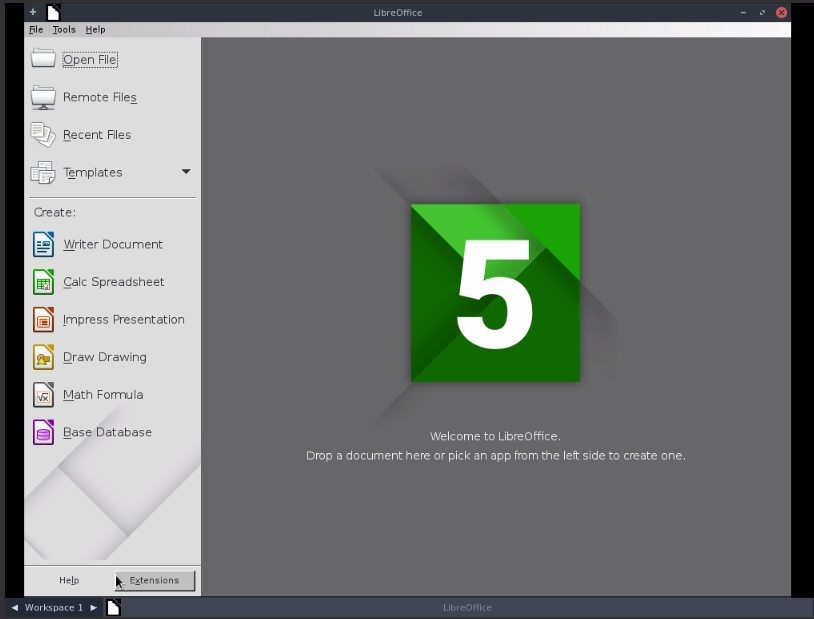 LibreOffice
File Tools Help
Open File
Remote Files
Recent Files
Templates
Create:
Writer Document
Calc Spreadsheet
Impress Presentation
Draw Drawing
Math Formula
Base Database
5
Welcome to LibreOffice.
Drop a document here or pick an app from the left side to create one.
Help Extensions
Workspace 1 LibreOffice